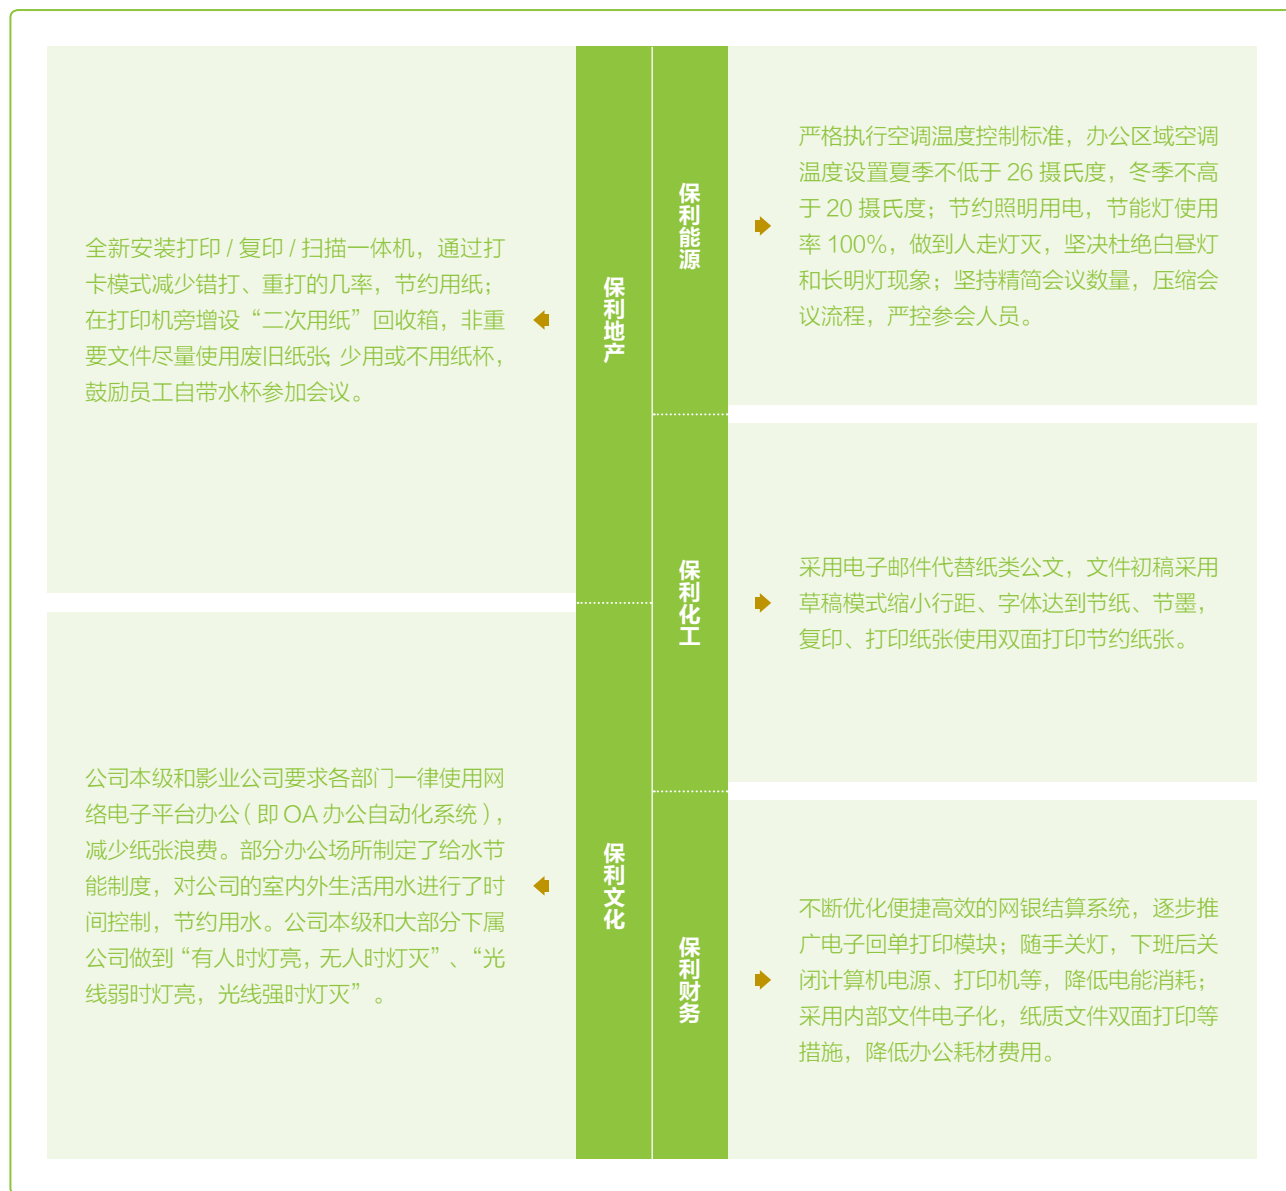 全新安装打印 / 复印 / 扫描一体机，通过打
卡模式减少错打、重打的几率，节约用纸；
在打印机旁增设“二次用纸”回收箱，非重
要文件尽量使用废旧纸张; 少用或不用纸杯，
鼓励员工自带水杯参加会议。
保利地产
公司本级和影业公司要求各部门一律使用网
络电子平台办公（即 OA 办公自动化系统），
减少纸张浪费。部分办公场所制定了给水节
能制度，对公司的室内外生活用水进行了时
间控制，节约用水。公司本级和大部分下属
公司做到“有人时灯亮，无人时灯灭”、“光
线弱时灯亮，光线强时灯灭”。
保利文化
保利能源
严格执行空调温度控制标准，办公区域空调
温度设置夏季不低于 26 摄氏度，冬季不高
于 20 摄氏度；节约照明用电，节能灯使用
率 100%，做到人走灯灭，坚决杜绝白昼灯
和长明灯现象；坚持精简会议数量，压缩会
议流程，严控参会人员。
保利化工
采用电子邮件代替纸类公文，文件初稿采用
草稿模式缩小行距、字体达到节纸、节墨，
复印、打印纸张使用双面打印节约纸张。
保利财务
不断优化便捷高效的网银结算系统，逐步推
广电子回单打印模块；随手关灯，下班后关
闭计算机电源、打印机等，降低电能消耗；
采用内部文件电子化，纸质文件双面打印等
措施，降低办公耗材费用。